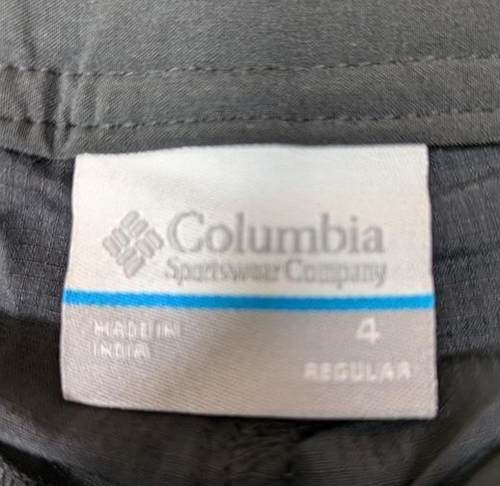 Columbia
Sportswear Company
MADE IN
INDIA
4
REGULAR